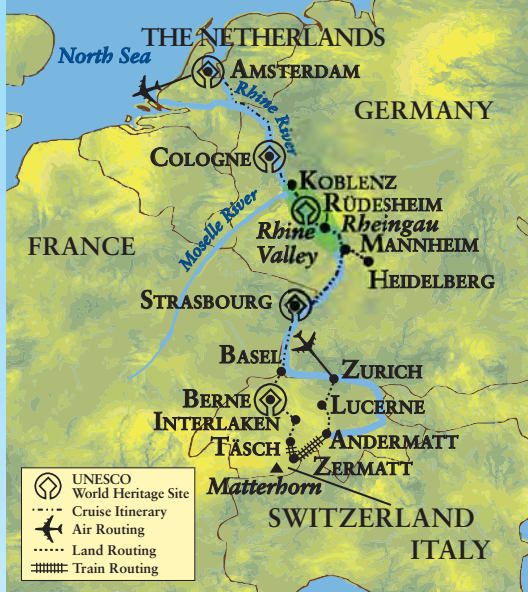 THE NETHERLANDS
North Sea
AMSTERDAM
Rhine River
GERMANY
COLOGNE
KOBLENZ
RÜDESHEIM
Rheingau
Rhine
Valley
MANNHEIM
Moselle River
FRANCE
HEIDELBERG
STRASBOURG
BASEL
ZURICH
BERNE
LUCERNE
INTERLAKEN
ANDERMATT
TÄSCH
ZERMATT
Matterhorn
SWITZERLAND
ITALY
UNESCO
World Heritage Site
Cruise Itinerary
Air Routing
Land Routing
Train Routing